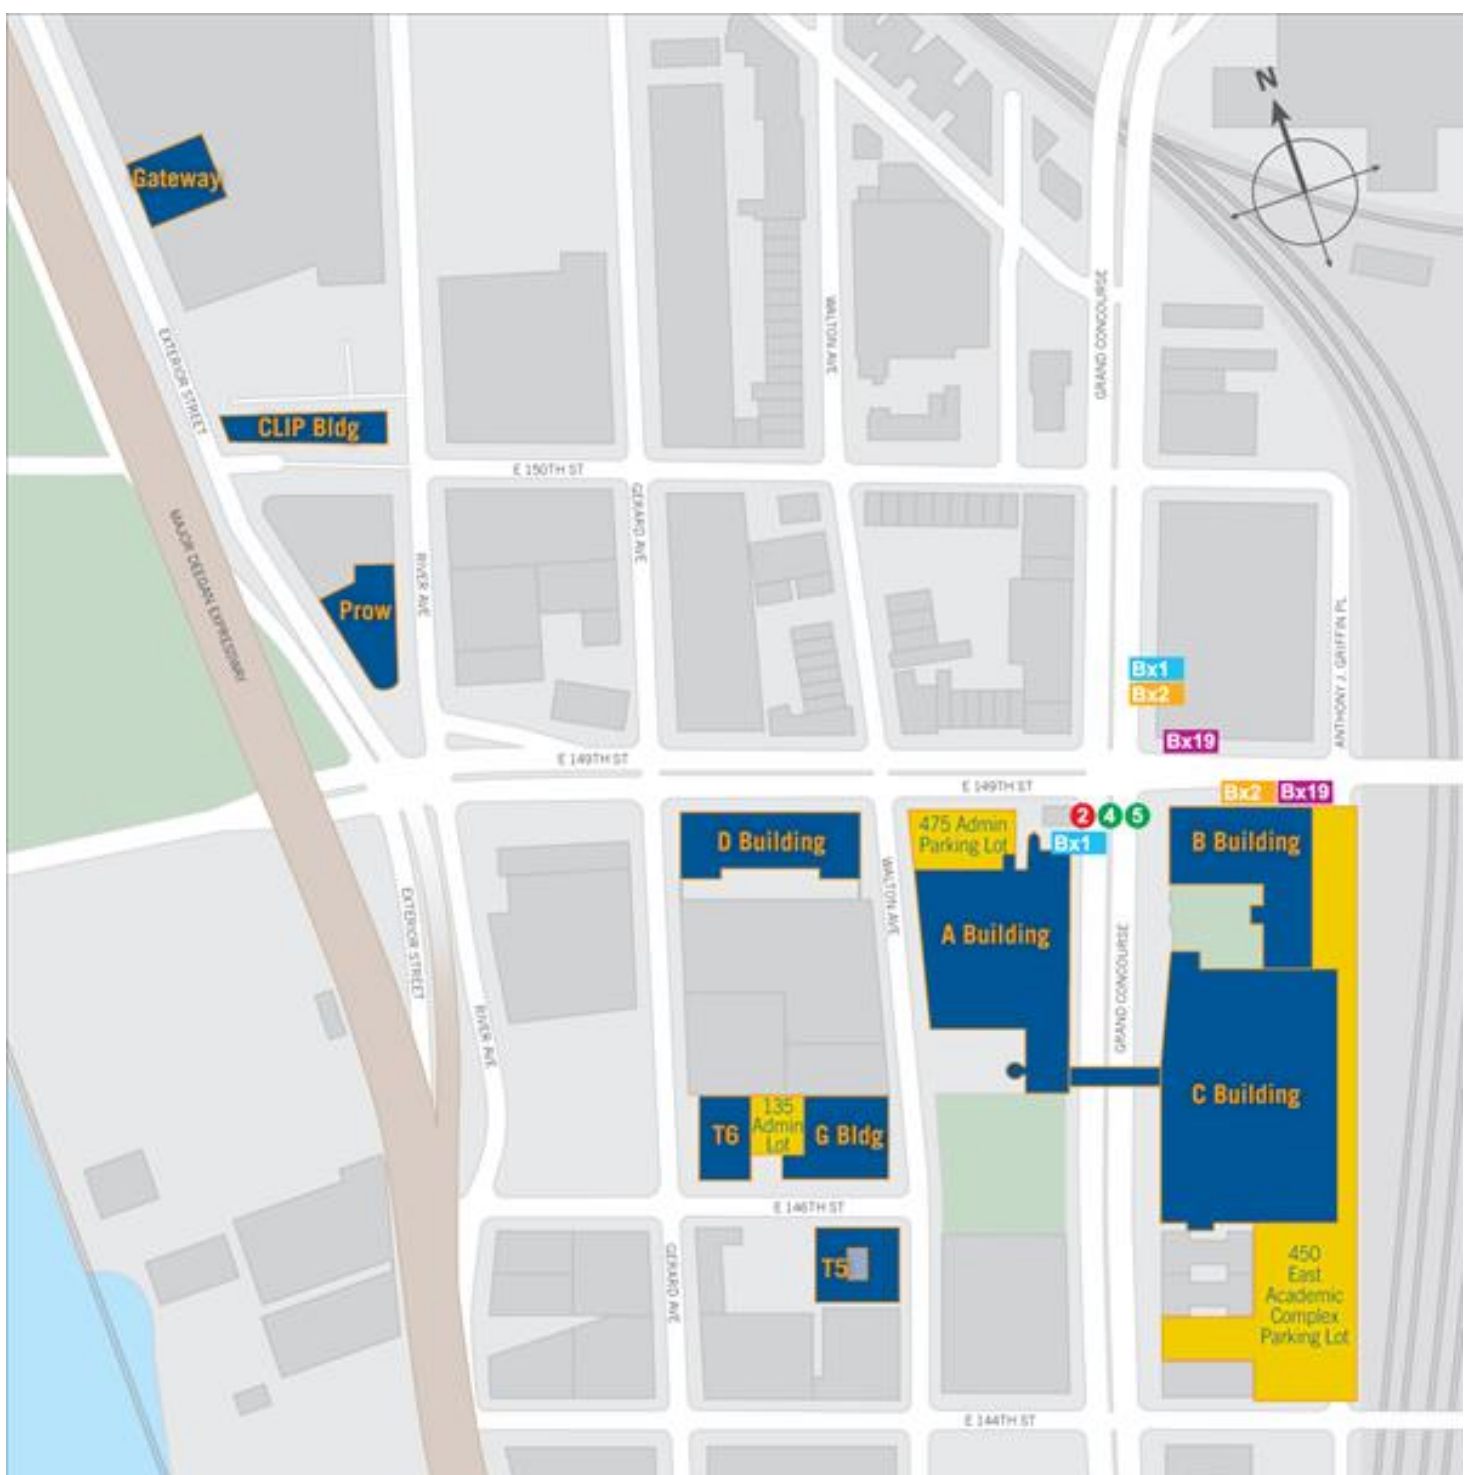 N
Gateway
EXTERIOR STREET
WALTON AVE
GRAND CONCOURSE
CLIP Bldg
E 150TH ST
MAJOR DEEGAN EXPRESSWAY
GERARD AVE
RIVER AVE
Prow
ANTHONY J. GRIFFIN PL
Bx1
Bx2
Bx19
E 149TH ST
E 149TH ST
Bx2
Bx19
2
4
5
475 Admin
Parking Lot
Bx1
D Building
B Building
WALTON AVE
A Building
EXTERIOR STREET
GRAND CONCOURSE
RIVER AVE
C Building
T6
135
Admin
Lot
G Bldg
E 146TH ST
GERARD AVE
T5
450
East
Academic
Complex
Parking Lot
E 144TH ST